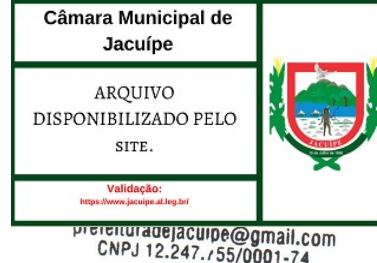 Câmara Municipal de
Jacuípe
ARQUIVO
DISPONIBILIZADO PELO
SITE.
Validação:
https://www.jacuipe.al.leg.br/
JACUÍPE
prefeituradejacuipe@gmail.com
CNPJ 12.247.755/0001-74